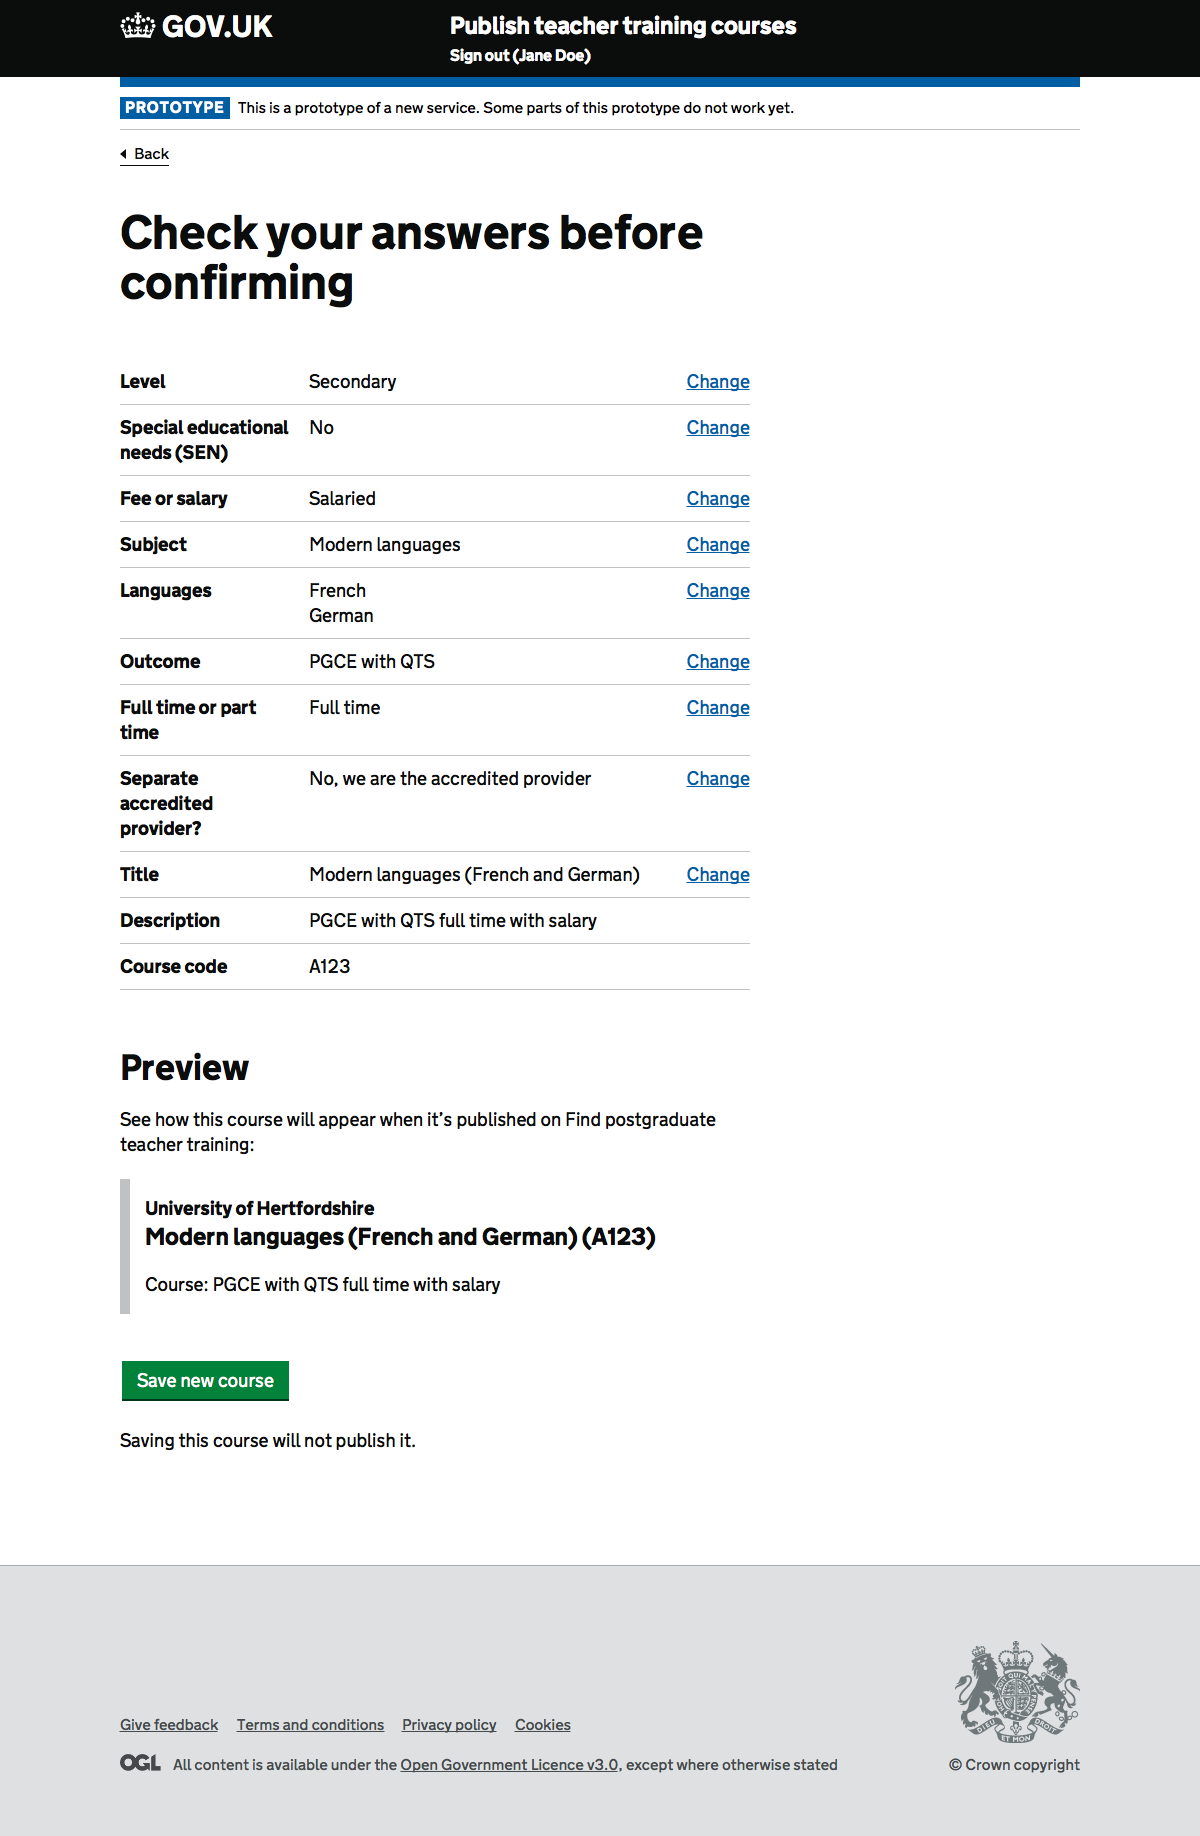 GOV.UK
Publish teacher training courses
Sign out (Jane Doe)
PROTOTYPE This is a prototype of a new service. Some parts of this prototype do not work yet.
Back
Check your answers before
confirming
Level Secondary Change
Special educational No Change
needs (SEN)
Fee or salary Salaried Change
Subject Modern languages Change
Languages French Change
German
Outcome PGCE with QTS Change
Full time or part Full time Change
time
Separate No, we are the accredited provider Change
accredited
provider?
Title Modern languages (French and German) Change
Description PGCE with QTS full time with salary
Course code A123
Preview
See how this course will appear when it’s published on Find postgraduate
teacher training:
University of Hertfordshire
Modern languages (French and German) (A123)
Course: PGCE with QTS full time with salary
Save new course
Saving this course will not publish it.
Give feedback Terms and conditions Privacy policy Cookies
OGL All content is available under the Open Government Licence v3.0, except where otherwise stated
DIEU ET MON DROIT
© Crown copyright